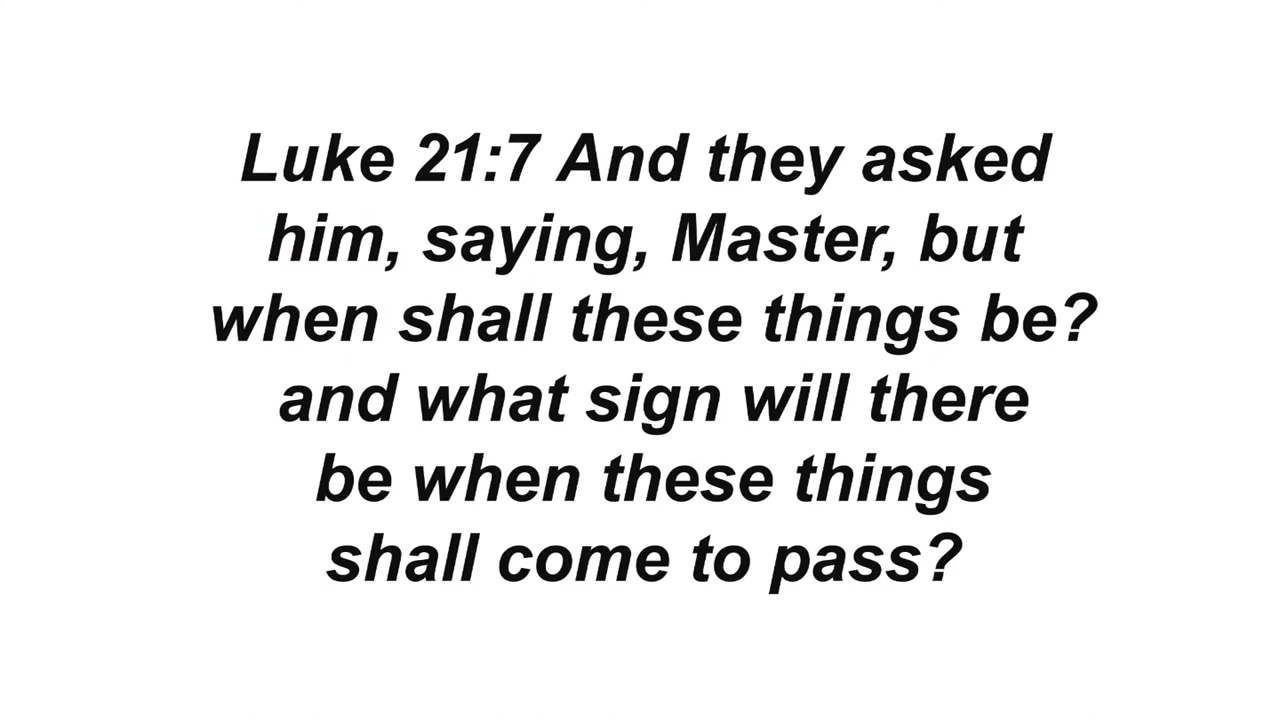 Luke 21:7 And they asked
him, saying, Master, but
when shall these things be?
and what sign will there
be when these things
shall come to pass?